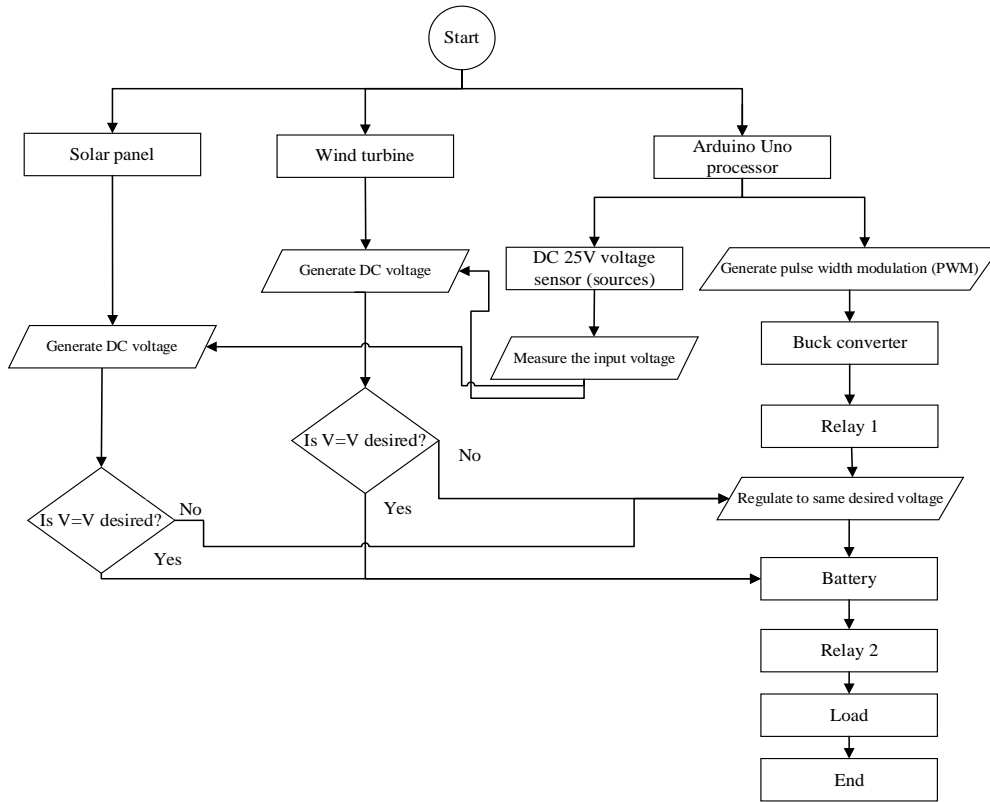 Start
Solar panel
Wind turbine
Arduino Uno
processor
Generate DC voltage
DC 25V voltage
sensor (sources)
Generate pulse width modulation (PWM)
Generate DC voltage
Measure the input voltage
Buck converter
Relay 1
Is V=V desired?
No
Yes
Regulate to same desired voltage
Is V=V desired?
No
Yes
Battery
Relay 2
Load
End